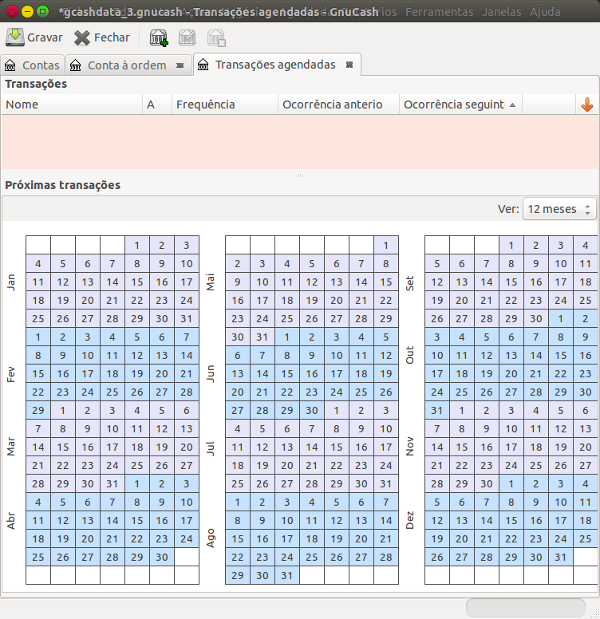 *gcashdata_3.gnucash - Transações agendadas - GnuCash
Ferramentas Janelas Ajuda
Gravar Fechar
Contas Conta à ordem Transações agendadas
Transações
Nome A Frequência Ocorrência anterio Ocorrência seguint
Próximas transações
Ver: 12 meses
Jan
1 2 3
4 5 6 7 8 9 10
11 12 13 14 15 16 17
18 19 20 21 22 23 24
25 26 27 28 29 30 31
Fev
1 2 3 4 5 6 7
8 9 10 11 12 13 14
15 16 17 18 19 20 21
22 23 24 25 26 27 28
29 1 2 3 4 5 6
Mar
7 8 9 10 11 12 13
14 15 16 17 18 19 20
21 22 23 24 25 26 27
28 29 30 31 1 2 3
Abr
4 5 6 7 8 9 10
11 12 13 14 15 16 17
18 19 20 21 22 23 24
25 26 27 28 29 30
Mai
1
2 3 4 5 6 7 8
9 10 11 12 13 14 15
16 17 18 19 20 21 22
23 24 25 26 27 28 29
30 31 1 2 3 4 5
Jun
6 7 8 9 10 11 12
13 14 15 16 17 18 19
20 21 22 23 24 25 26
27 28 29 30 1 2 3
Jul
4 5 6 7 8 9 10
11 12 13 14 15 16 17
18 19 20 21 22 23 24
25 26 27 28 29 30 31
Ago
1 2 3 4 5 6 7
8 9 10 11 12 13 14
15 16 17 18 19 20 21
22 23 24 25 26 27 28
29 30 31
Set
1 2 3 4
5 6 7 8 9 10 11
12 13 14 15 16 17 18
19 20 21 22 23 24 25
26 27 28 29 30 1 2
Out
3 4 5 6 7 8 9
10 11 12 13 14 15 16
17 18 19 20 21 22 23
24 25 26 27 28 29 30
31 1 2 3 4 5 6
Nov
7 8 9 10 11 12 13
14 15 16 17 18 19 20
21 22 23 24 25 26 27
28 29 30 1 2 3 4
Dez
5 6 7 8 9 10 11
12 13 14 15 16 17 18
19 20 21 22 23 24 25
26 27 28 29 30 31